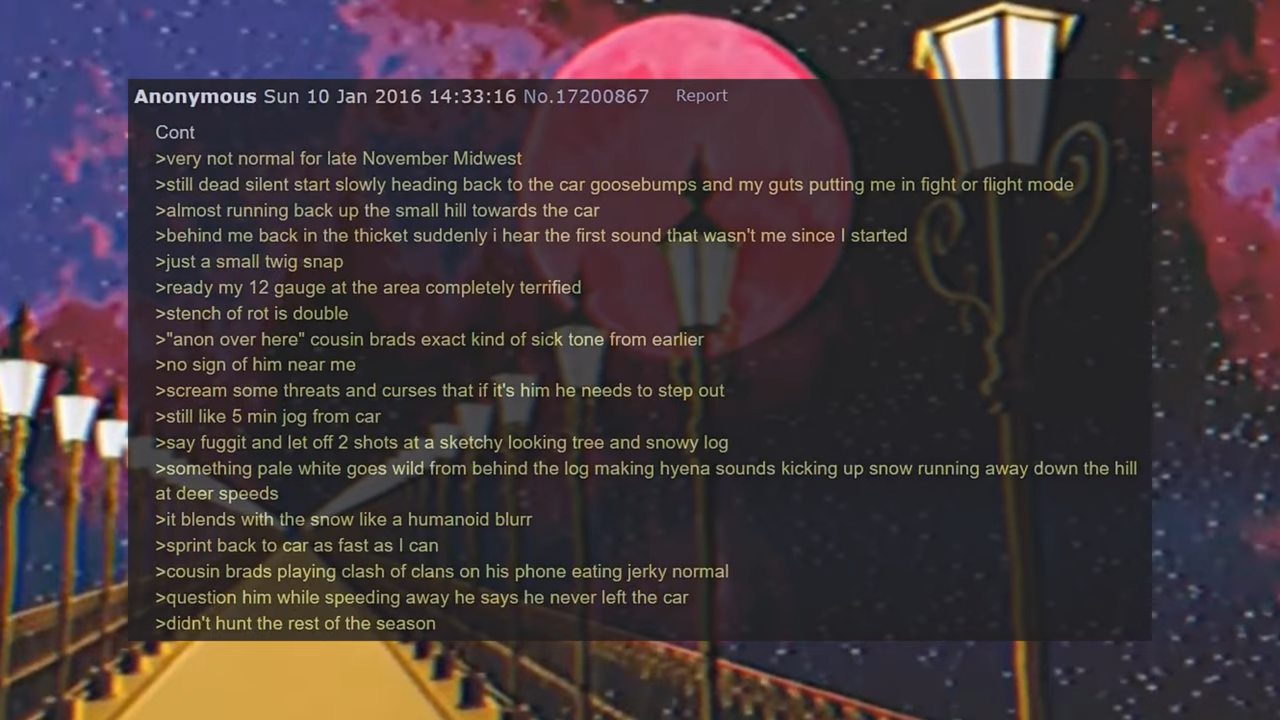 Anonymous Sun 10 Jan 2016 14:33:16 No.17200867 Report
Cont
>very not normal for late November Midwest
>still dead silent start slowly heading back to the car goosebumps and my guts putting me in fight or flight mode
>almost running back up the small hill towards the car
>behind me back in the thicket suddenly i hear the first sound that wasn't me since I started
>just a small twig snap
>ready my 12 gauge at the area completely terrified
>stench of rot is double
>"anon over here" cousin brads exact kind of sick tone from earlier
>no sign of him near me
>scream some threats and curses that if it's him he needs to step out
>still like 5 min jog from car
>say fuggit and let off 2 shots at a sketchy looking tree and snowy log
>something pale white goes wild from behind the log making hyena sounds kicking up snow running away down the hill
at deer speeds
>it blends with the snow like a humanoid blurr
>sprint back to car as fast as I can
>cousin brads playing clash of clans on his phone eating jerky normal
>question him while speeding away he says he never left the car
>didn't hunt the rest of the season